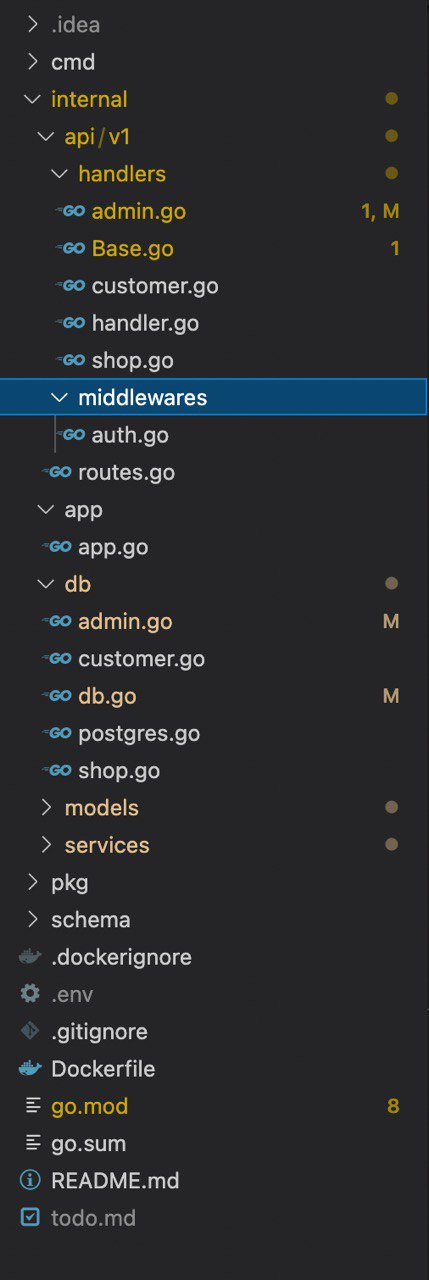 .idea
cmd
internal
api/v1
handlers
GO admin.go 1, M
GO Base.go 1
GO customer.go
GO handler.go
GO shop.go
middlewares
GO auth.go
GO routes.go
app
GO app.go
db
GO admin.go M
GO customer.go
GO db.go M
GO postgres.go
GO shop.go
models
services
pkg
schema
.dockerignore
.env
.gitignore
Dockerfile
go.mod 8
go.sum
README.md
todo.md